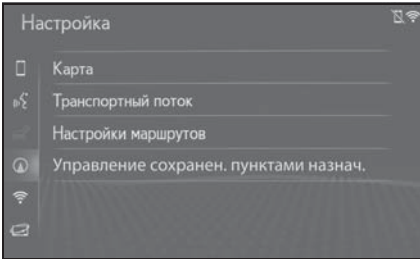 Настройка
Карта
Транспортный поток
Настройки маршрутов
Управление сохранен. пунктами назнач.